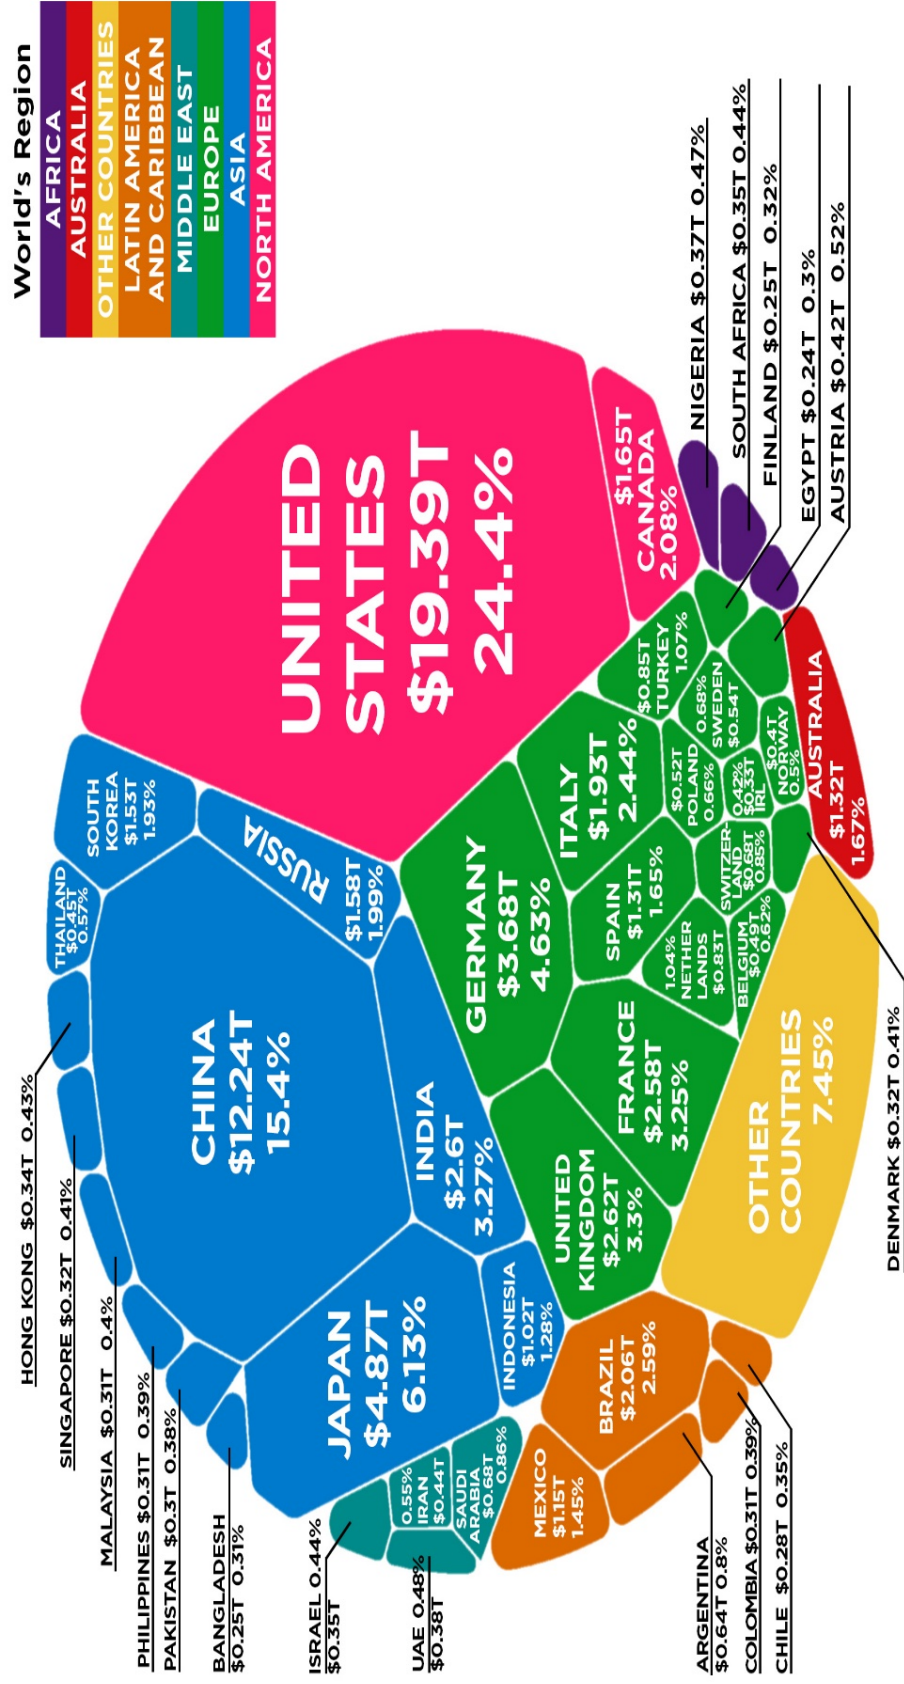 World's Region
AFRICA
AUSTRALIA
OTHER COUNTRIES
LATIN AMERICA
AND CARIBBEAN
MIDDLE EAST
EUROPE
ASIA
NORTH AMERICA
HONG KONG $0.34T 0.43%
SINGAPORE $0.32T 0.41%
MALAYSIA $0.31T 0.4%
PHILIPPINES $0.31T 0.39%
PAKISTAN $0.3T 0.38%
BANGLADESH
$0.25T 0.31%
ISRAEL 0.44%
$0.35T
UAE 0.48%
$0.38T
THAILAND
$0.45T
0.57%
SOUTH
KOREA
$1.53T
1.93%
CHINA
$12.24T
15.4%
RUSSIA
$1.58T
1.99%
UNITED
STATES
$19.39T
24.4%
JAPAN
$4.87T
6.13%
INDIA
$2.6T
3.27%
INDONESIA
$1.02T
1.28%
0.55%
IRAN
$0.44T
SAUDI
ARABIA
$0.68T
0.86%
GERMANY
$3.68T
4.63%
UNITED
KINGDOM
$2.62T
3.3%
FRANCE
$2.58T
3.25%
ITALY
$1.93T
2.44%
SPAIN
$1.31T
1.65%
$0.85T
TURKEY
1.07%
$1.65T
CANADA
2.08%
MEXICO
$1.15T
1.45%
BRAZIL
$2.06T
2.59%
1.04%
NETHER
LANDS
$0.83T
$0.52T
POLAND
0.66%
0.68%
SWEDEN
$0.54T
SWITZER-
LAND
$0.68T
0.85%
0.42%
$0.33T
IRL
$0.4T
NORWAY
0.5%
BELGIUM
$0.49T
0.62%
OTHER
COUNTRIES
7.45%
AUSTRALIA
$1.32T
1.67%
NIGERIA $0.37T 0.47%
SOUTH AFRICA $0.35T 0.44%
FINLAND $0.25T 0.32%
EGYPT $0.24T 0.3%
AUSTRIA $0.42T 0.52%
ARGENTINA
$0.64T 0.8%
COLOMBIA $0.31T 0.39%
CHILE $0.28T 0.35%
DENMARK $0.32T 0.41%